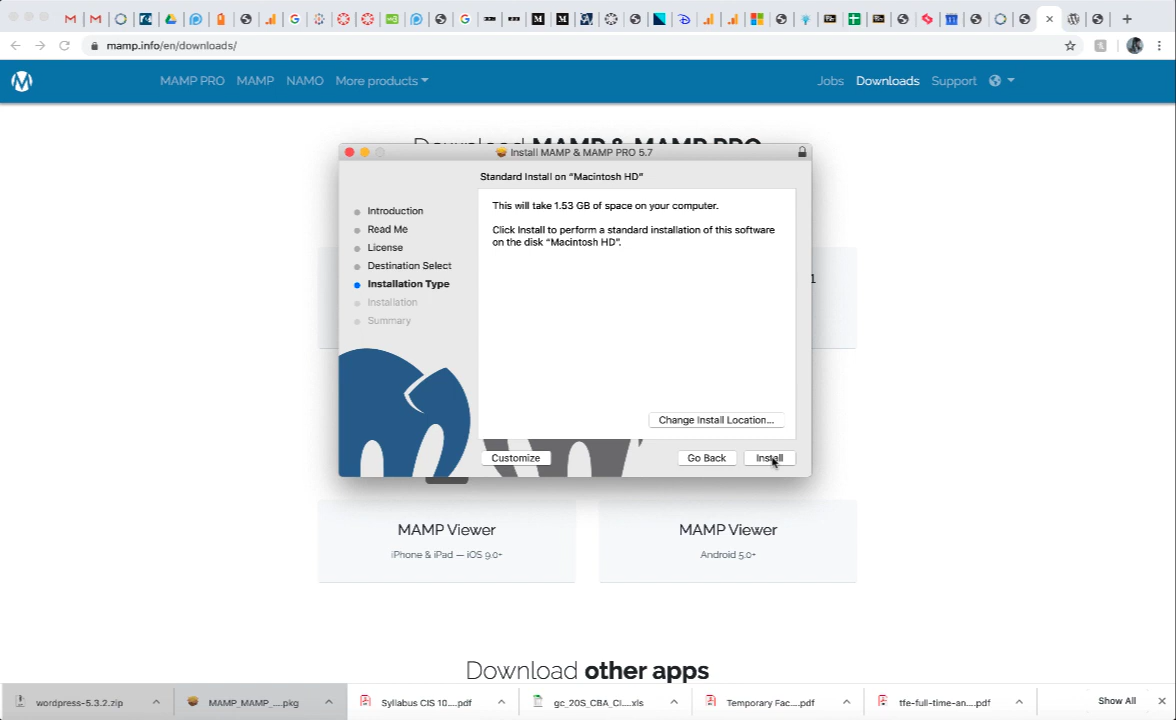 mamp.info/en/downloads/
MAMP PRO MAMP NAMO More products Jobs Downloads Support
Download MAMP & MAMP PRO
Install MAMP & MAMP PRO 5.7
Standard Install on “Macintosh HD”
Introduction
Read Me
License
Destination Select
Installation Type
Installation
Summary
This will take 1.53 GB of space on your computer.
Click Install to perform a standard installation of this software
on the disk “Macintosh HD”.
Change Install Location...
Customize Go Back Install
MAMP Viewer
iPhone & iPad — iOS 9.0+
MAMP Viewer
Android 5.0+
Download other apps
wordpress-5.3.2.zip MAMP_MAMP_....pkg Syllabus CIS 10....pdf gc_20S_CBA_Cl....xls Temporary Fac....pdf tfe-full-time-an....pdf Show All